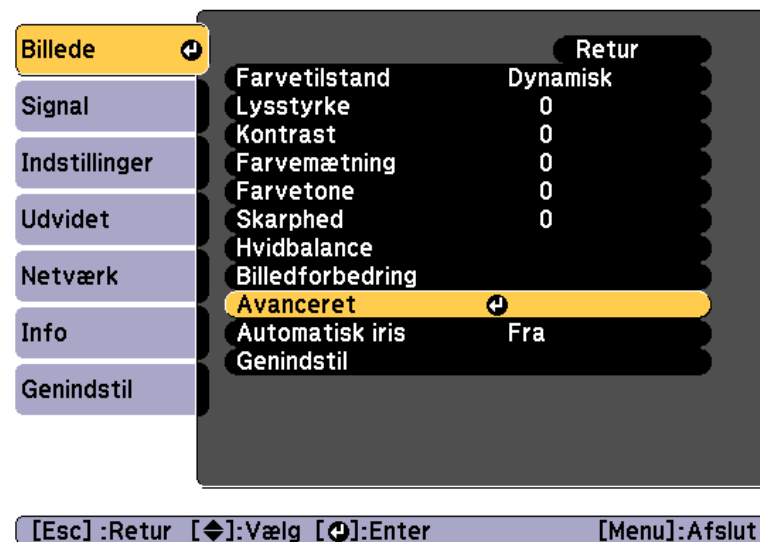 Billede
Signal
Indstillinger
Udvidet
Netværk
Info
Genindstil
Retur
Farvetilstand Dynamisk
Lysstyrke 0
Kontrast 0
Farvemætning 0
Farvetone 0
Skarphed 0
Hvidbalance
Billedforbedring
Avanceret
Automatisk iris Fra
Genindstil
[Esc] :Retur [◆]:Vælg [⏎]:Enter [Menu]:Afslut